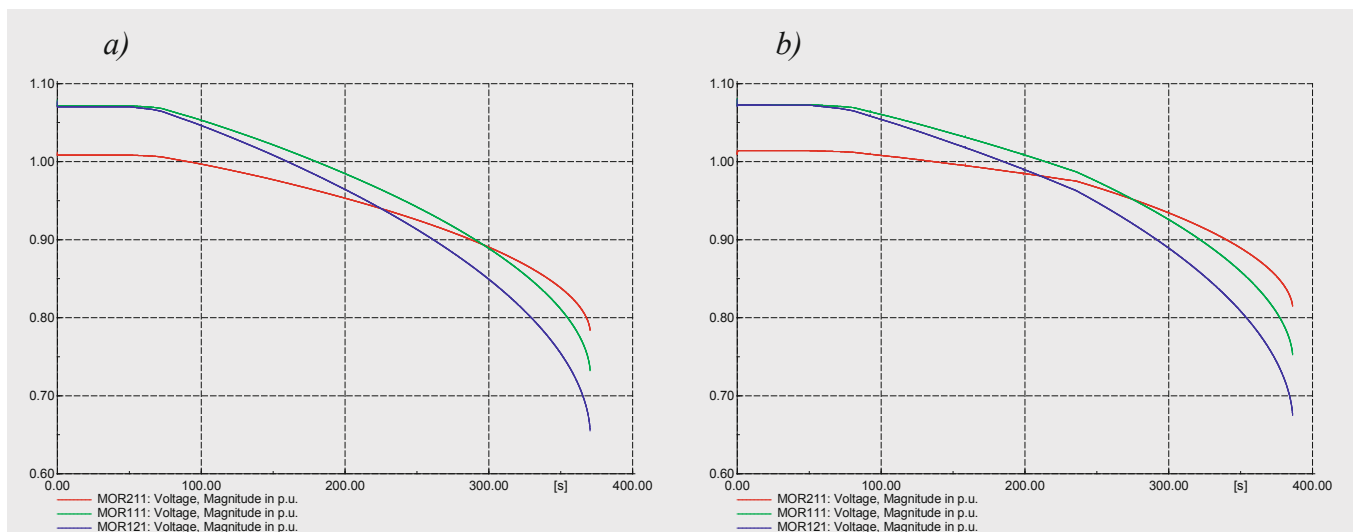 a)
1.10
1.00
0.90
0.80
0.70
0.60
0.00 100.00 200.00 300.00 [s] 400.00
MOR211: Voltage, Magnitude in p.u.
MOR111: Voltage, Magnitude in p.u.
MOR121: Voltage, Magnitude in p.u.
b)
1.10
1.00
0.90
0.80
0.70
0.60
0.00 100.00 200.00 300.00 [s] 400.00
MOR211: Voltage, Magnitude in p.u.
MOR111: Voltage, Magnitude in p.u.
MOR121: Voltage, Magnitude in p.u.